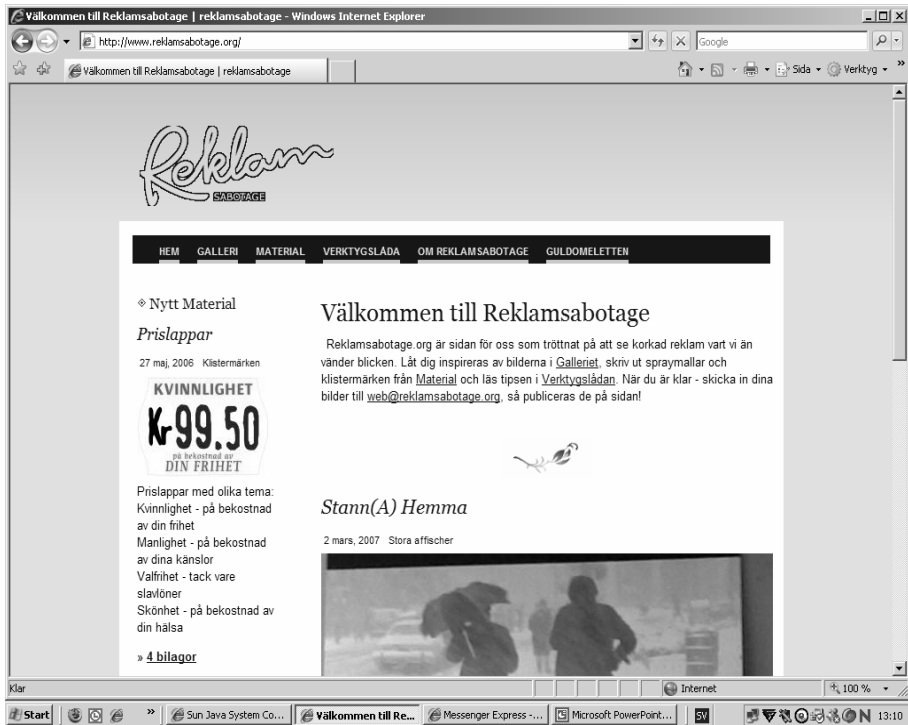 Välkommen till Reklamsabotage | reklamsabotage - Windows Internet Explorer
http://www.reklamsabotage.org/
Google
Välkommen till Reklamsabotage | reklamsabotage
Sida
Verktyg
»
Reklam
SABOTAGE
HEM GALLERI MATERIAL VERKTYGSLÅDA OM REKLAMSABOTAGE GULDOMELETTEN
Nytt Material
Prislappar
27 maj, 2006 Klistermärken
KVINNLIGHET
Kr 99.50
på bekostnad av
DIN FRIHET
Prislappar med olika tema:
Kvinnlighet - på bekostnad
av din frihet
Manlighet - på bekostnad
av dina känslor
Valfrihet - tack vare
slavlöner
Skönhet - på bekostnad av
din hälsa
» 4 bilagor
Välkommen till Reklamsabotage
Reklamsabotage.org är sidan för oss som tröttnat på att se korkad reklam vart vi än
vänder blicken. Låt dig inspireras av bilderna i Galleriet, skriv ut spraymallar och
klistermärken från Material och läs tipsen i Verktygslådan. När du är klar - skicka in dina
bilder till web@reklamsabotage.org, så publiceras de på sidan!
Stann(A) Hemma
2 mars, 2007 Stora affischer
Klar
Internet
100 %
Start
»
Sun Java System Co...
Välkommen till Re...
Messenger Express -...
Microsoft PowerPoint...
SV
13:10